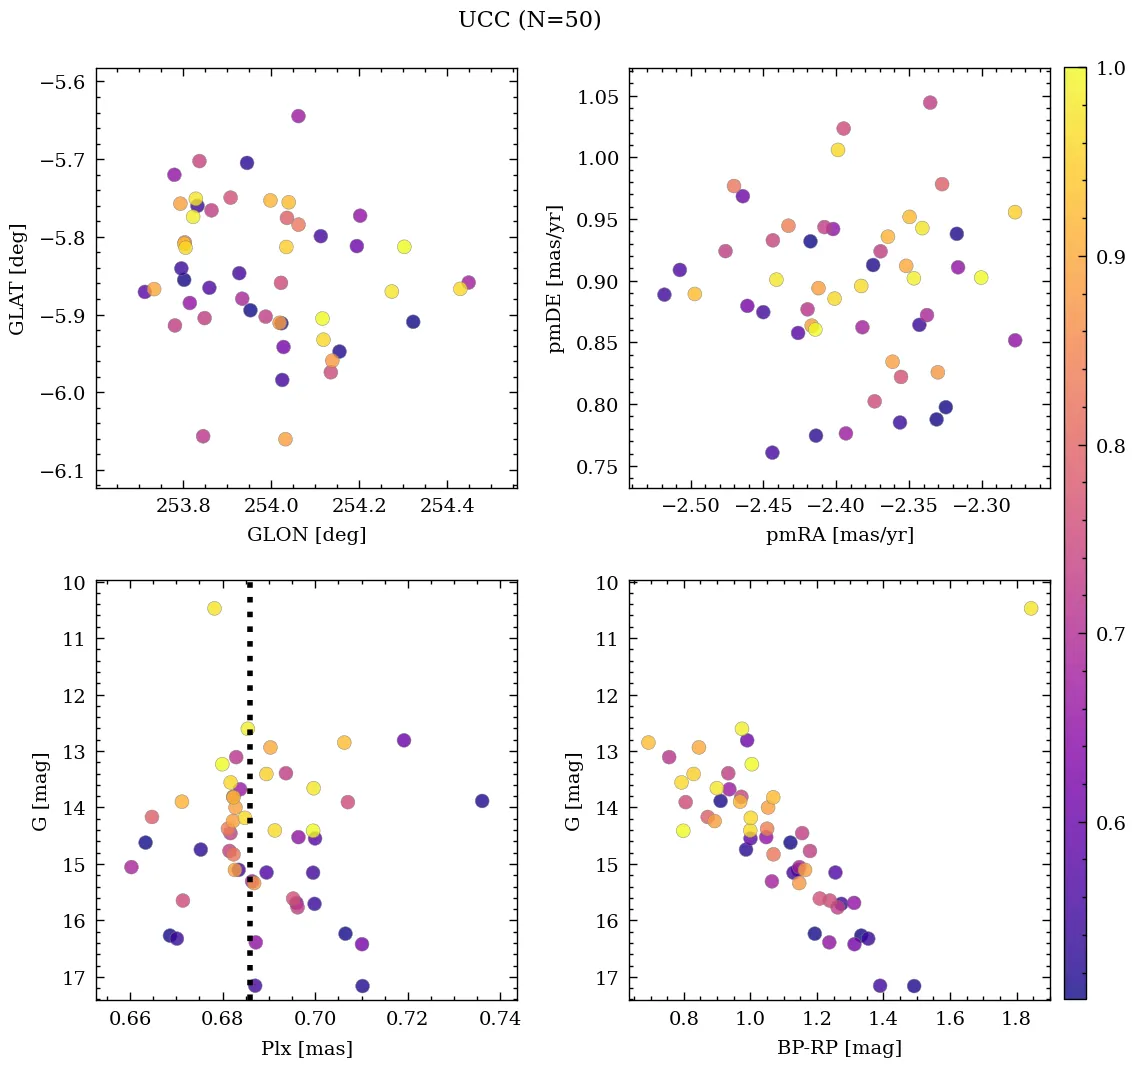 UCC (N=50)
−5.6
−5.7
−5.8
−5.9
−6.0
−6.1
GLAT [deg]
253.8 254.0 254.2 254.4
GLON [deg]
1.05
1.00
0.95
0.90
0.85
0.80
0.75
pmDE [mas/yr]
−2.50 −2.45 −2.40 −2.35 −2.30
pmRA [mas/yr]
10
11
12
13
14
15
16
17
G [mag]
0.66 0.68 0.70 0.72 0.74
Plx [mas]
10
11
12
13
14
15
16
17
G [mag]
0.8 1.0 1.2 1.4 1.6 1.8
BP-RP [mag]
1.0
0.9
0.8
0.7
0.6